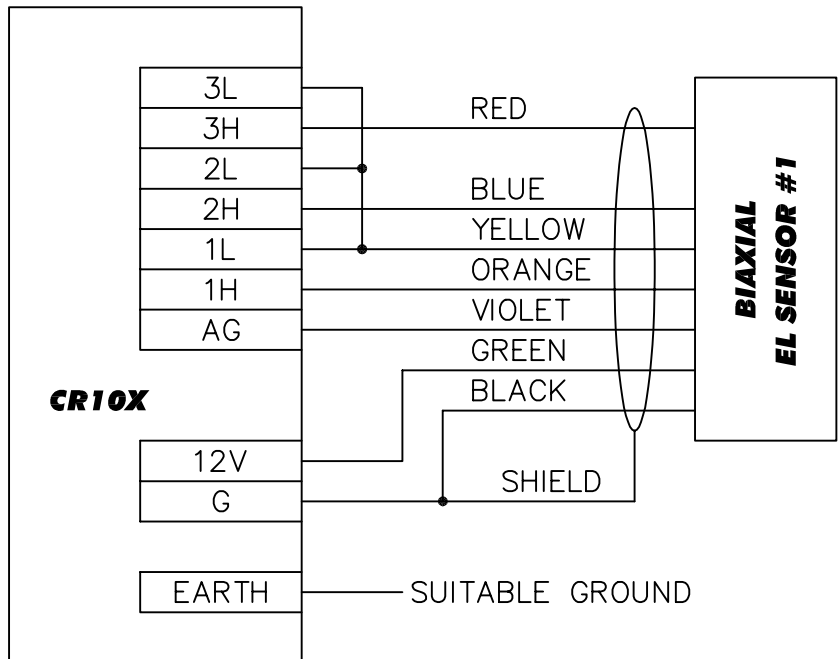 3L
3H
2L
2H
1L
1H
AG
CR10X
12V
G
EARTH
RED
BLUE
YELLOW
ORANGE
VIOLET
GREEN
BLACK
SHIELD
SUITABLE GROUND
BIAXIAL
EL SENSOR #1